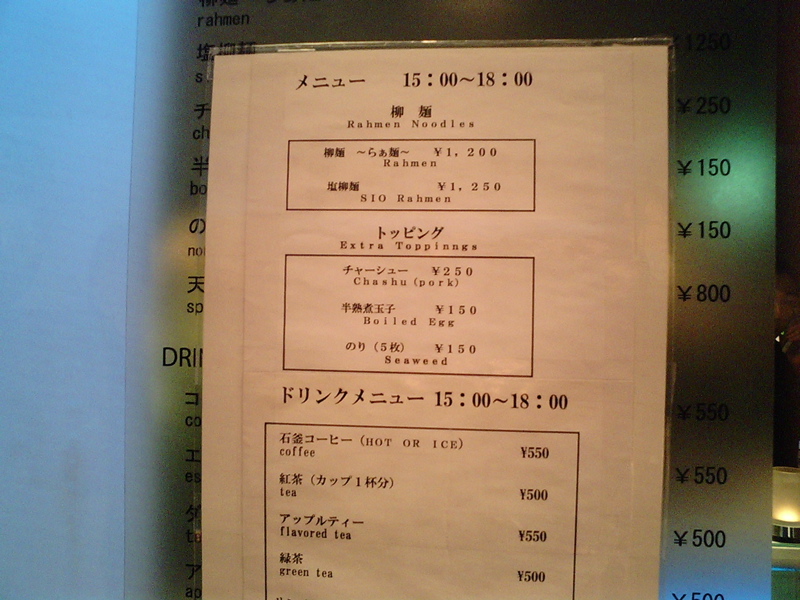 rahmen
メニュー 15：00～18：00
柳 麺
Rahmen Noodles
柳麺 ～らぁ麺～ ￥1，200
Rahmen
塩柳麺 ￥1，250
SIO Rahmen
トッピング
Extra Toppinngs
チャーシュー ￥250
Chashu (pork)
半熟煮玉子 ￥150
Boiled Egg
のり（5枚） ￥150
Seaweed
ドリンクメニュー 15：00～18：00
石釜コーヒー（HOT OR ICE）
coffee ¥550
紅茶（カップ1杯分）
tea ¥500
アップルティー
flavored tea ¥550
緑茶
green tea ¥500
￥1250
￥250
￥150
￥150
￥800
￥550
￥550
￥500